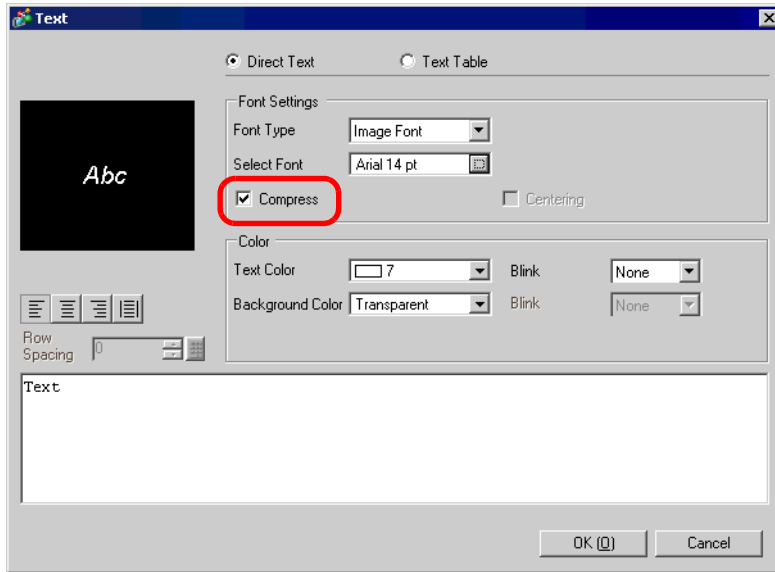 Text
Direct Text Text Table
Font Settings
Font Type Image Font
Select Font Arial 14 pt
Compress Centering
Abc
Color
Text Color 7 Blink None
Background Color Transparent Blink None
Row
Spacing 0
Text
OK (O) Cancel